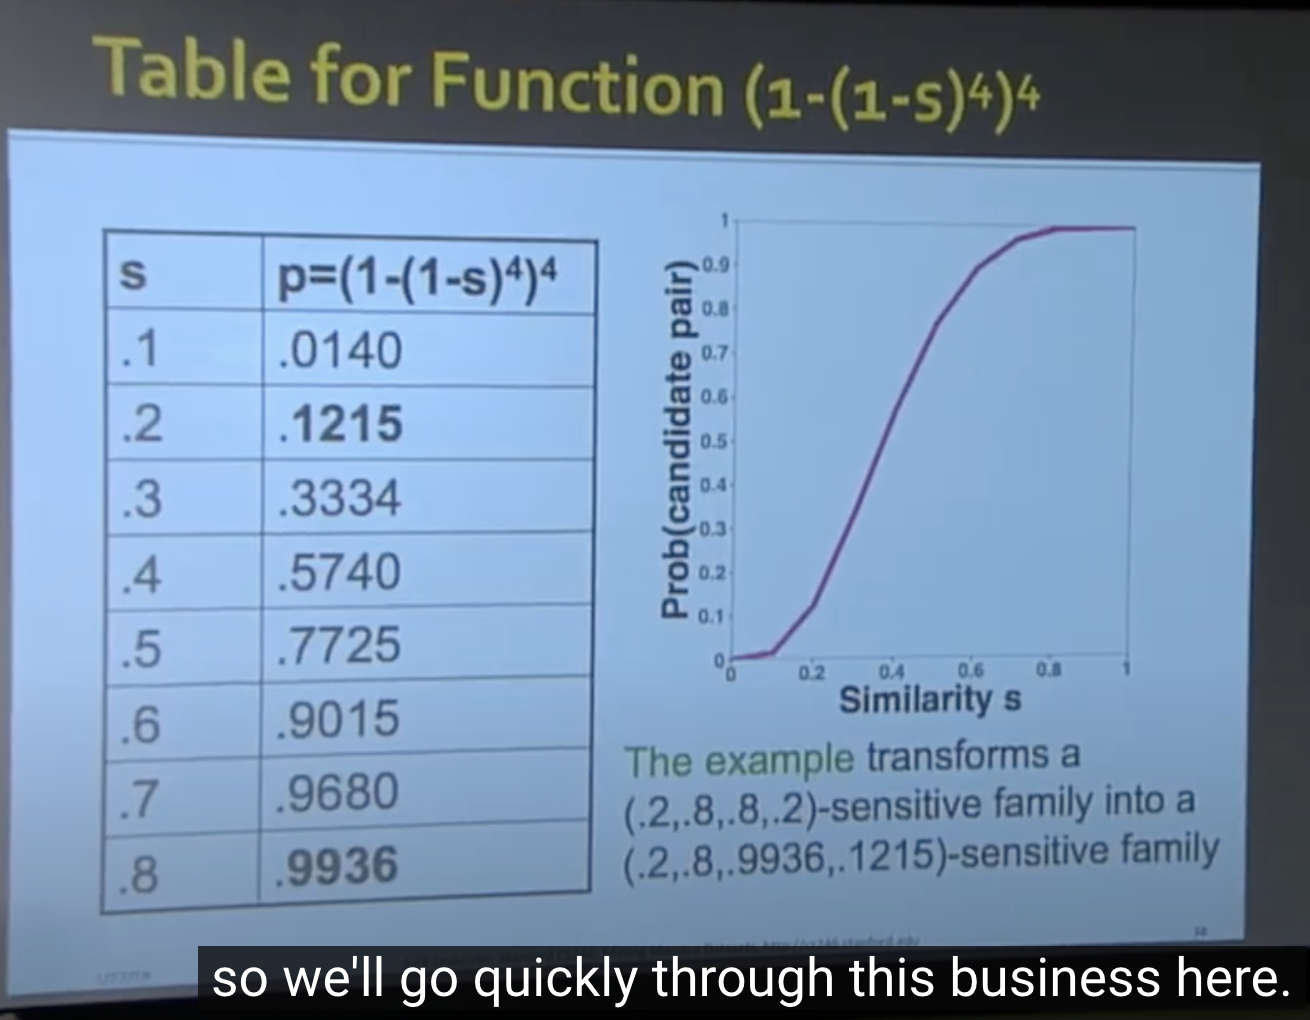 Table for Function (1-(1-s)⁴)⁴
s p=(1-(1-s)⁴)⁴
.1 .0140
.2 .1215
.3 .3334
.4 .5740
.5 .7725
.6 .9015
.7 .9680
.8 .9936
1
0.9
0.8
0.7
0.6
0.5
0.4
0.3
0.2
0.1
0
Prob(candidate pair)
0 0.2 0.4 0.6 0.8 1
Similarity s
The example transforms a
(.2,.8,.8,.2)-sensitive family into a
(.2,.8,.9936,.1215)-sensitive family
so we'll go quickly through this business here.